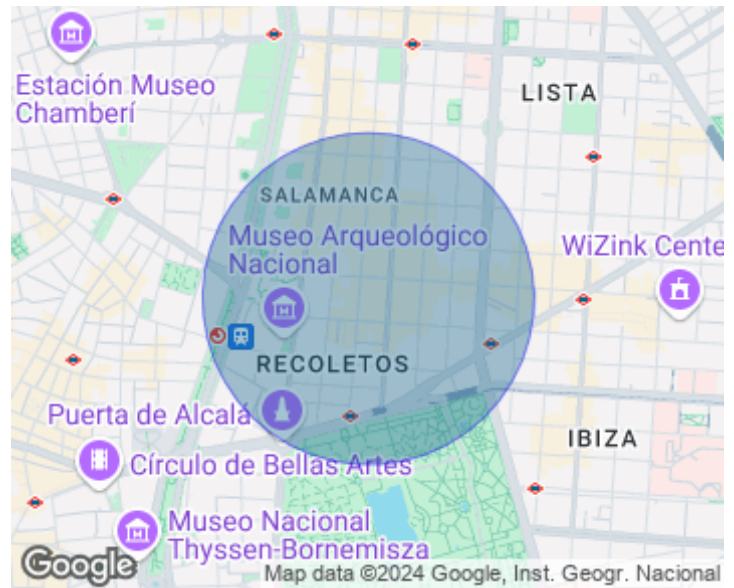 Estación Museo
Chamberí
LISTA
SALAMANCA
Museo Arqueológico
Nacional
WiZink Cente
RECOLETOS
Puerta de Alcalá
IBIZA
Círculo de Bellas Artes
Museo Nacional
Thyssen-Bornemisza
Google
Map data ©2024 Google, Inst. Geogr. Nacional